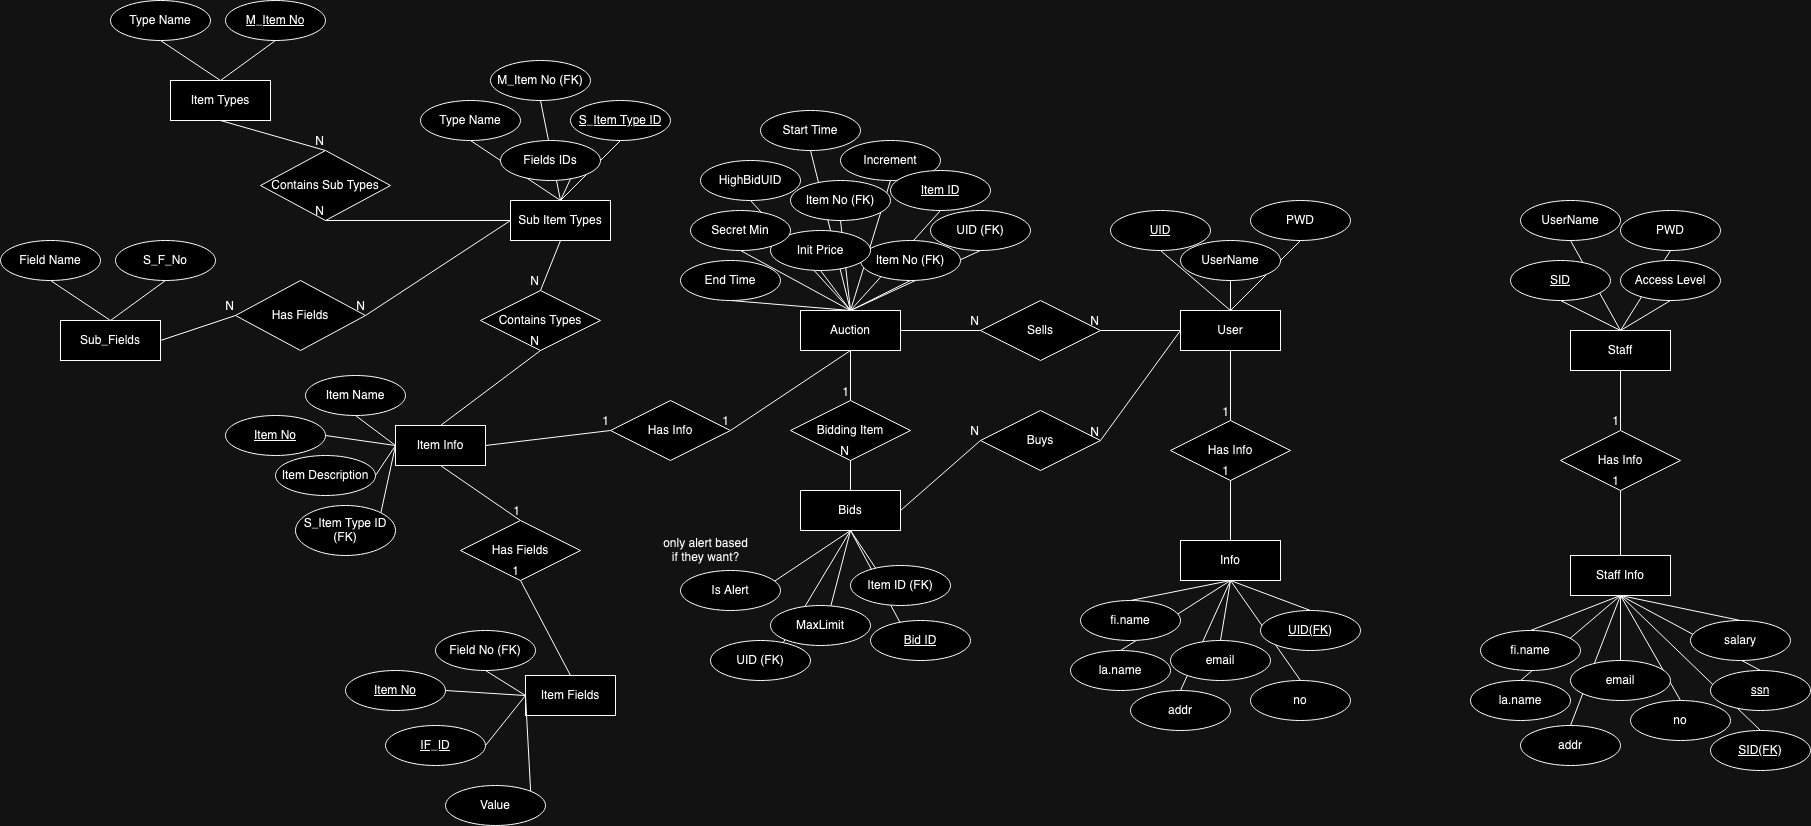 Type Name
M_Item No
Item Types
N
Contains Sub Types
N
M_Item No (FK)
Type Name
S_Item Type ID
Fields IDs
Sub Item Types
Field Name
S_F_No
Sub_Fields
N
Has Fields
N
N
Contains Types
N
Item Name
Item No
Item Description
S_Item Type ID
(FK)
Item Info
1
Has Info
1
1
Has Fields
1
Field No (FK)
Item No
IF_ID
Value
Item Fields
Start Time
Increment
HighBidUID
Item No (FK)
Item ID
Secret Min
Init Price
UID (FK)
Item No (FK)
End Time
Auction
N
Sells
N
1
Bidding Item
N
N
Buys
N
Bids
only alert based
if they want?
Is Alert
Item ID (FK)
MaxLimit
Bid ID
UID (FK)
UID
PWD
UserName
User
1
Has Info
1
Info
fi.name
UID(FK)
la.name
email
addr
no
UserName
PWD
SID
Access Level
Staff
1
Has Info
1
Staff Info
fi.name
salary
la.name
email
ssn
addr
no
SID(FK)